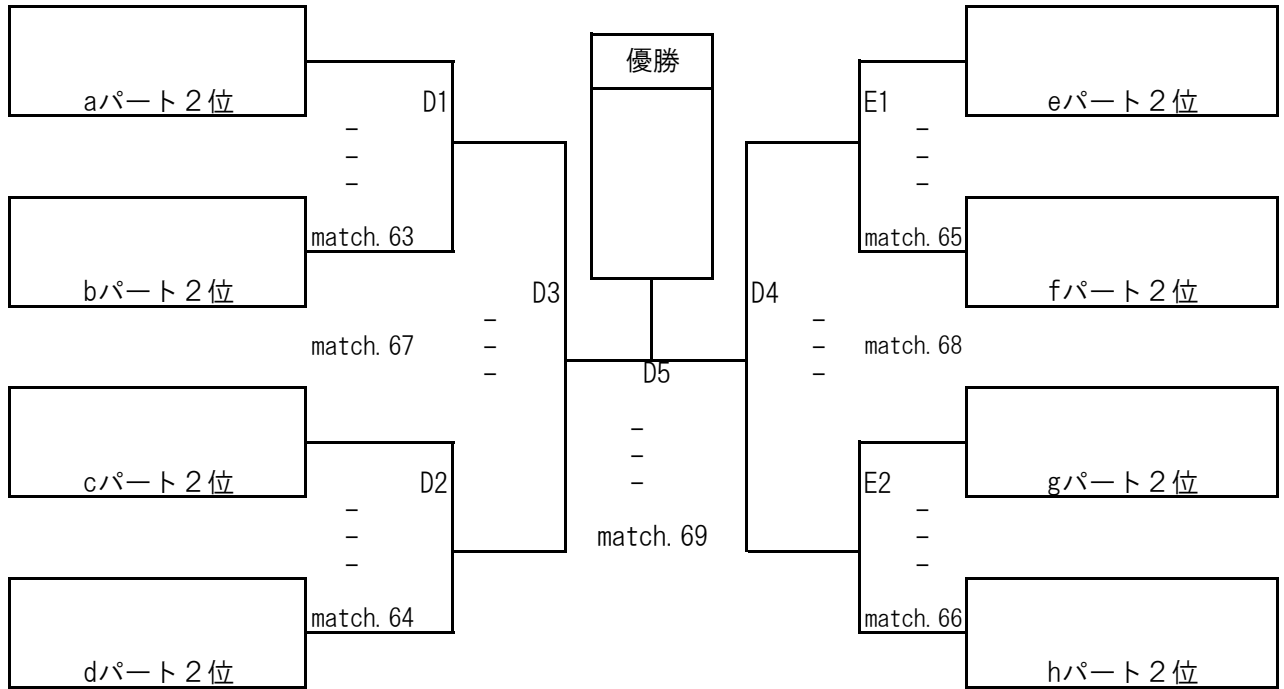 優勝
aパート２位
D1
E1
eパート２位
-
-
-
-
-
-
match. 63
match. 65
bパート２位
D3
D4
fパート２位
-
-
match. 67
-
-
match. 68
-
-
D5
-
-
-
cパート２位
D2
E2
gパート２位
-
-
-
-
-
-
match. 69
match. 64
match. 66
dパート２位
hパート２位